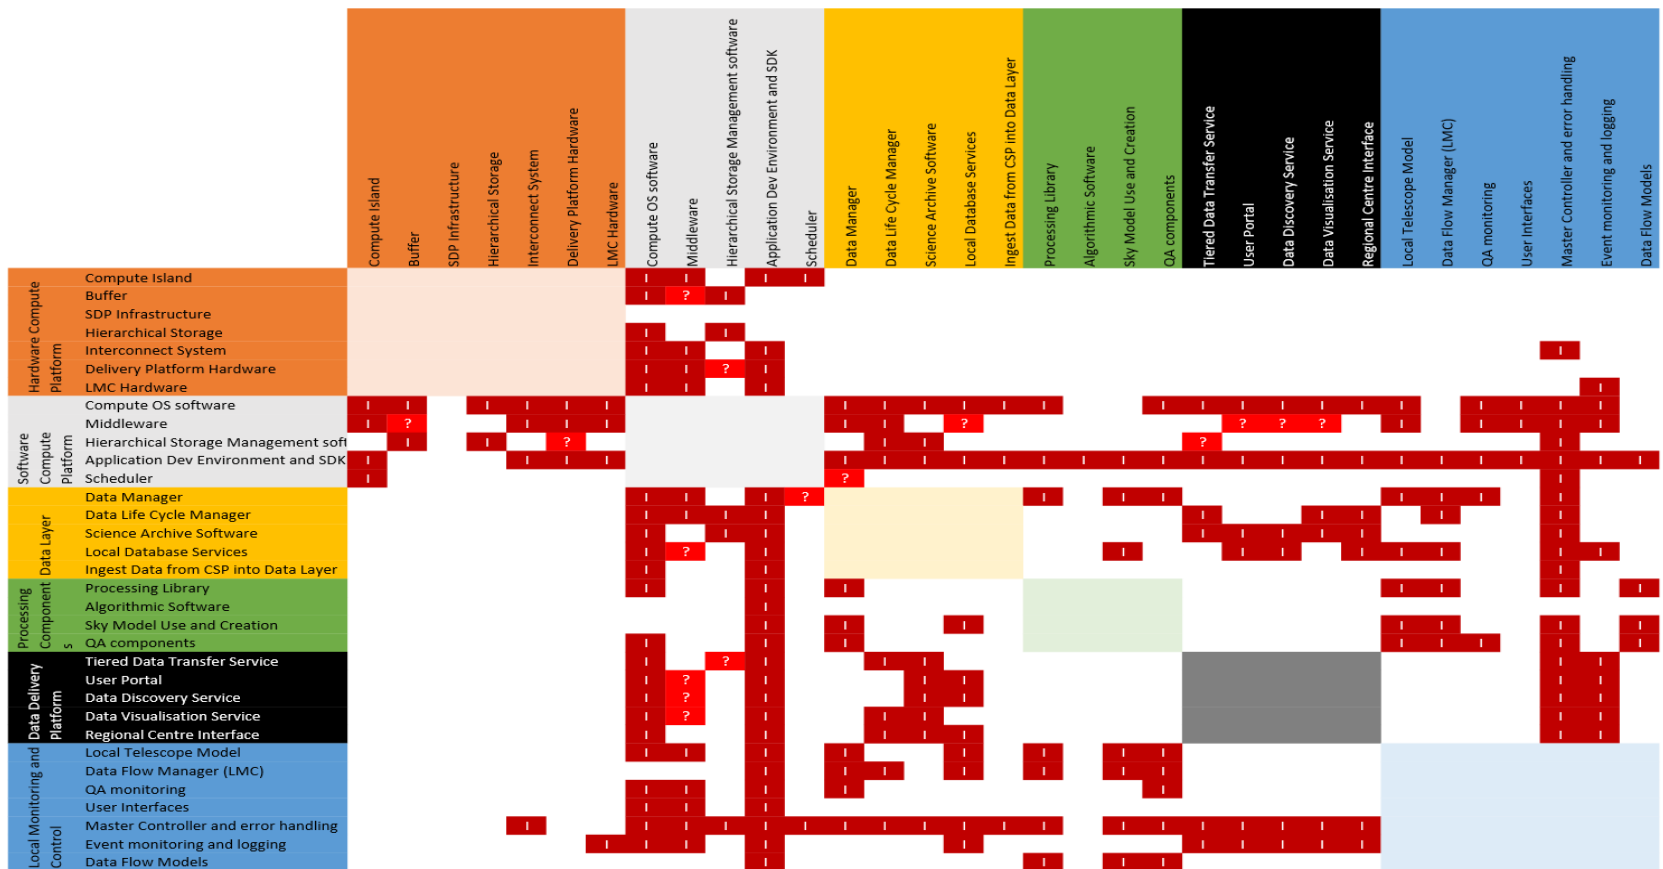 Compute Island
Buffer
SDP Infrastructure
Hierarchical Storage
Interconnect System
Delivery Platform Hardware
LMC Hardware
Compute OS software
Middleware
Hierarchical Storage Management software
Application Dev Environment and SDK
Scheduler
Data Manager
Data Life Cycle Manager
Science Archive Software
Local Database Services
Ingest Data from CSP into Data Layer
Processing Library
Algorithmic Software
Sky Model Use and Creation
QA components
Tiered Data Transfer Service
User Portal
Data Discovery Service
Data Visualisation Service
Regional Centre Interface
Local Telescope Model
Data Flow Manager (LMC)
QA monitoring
User Interfaces
Master Controller and error handling
Event monitoring and logging
Data Flow Models
Hardware Compute
Platform
Compute Island I I I I
Buffer I ? I
SDP Infrastructure
Hierarchical Storage I I
Interconnect System I I I I
Delivery Platform Hardware I I ? I
LMC Hardware I I I I
Software
Compute
Platform
Compute OS software I I I I I I I I I I I I I I I I I I I I I I I
Middleware I ? I I I I I ? ? ? ? I I I I I
Hierarchical Storage Management soft I I ? I I ? I
Application Dev Environment and SDK I I I I I I I I I I I I I I I I I I I I I I I I I
Scheduler I ? I
Data Layer
Data Manager I I I ? I I I I I I I
Data Life Cycle Manager I I I I I I I I I
Science Archive Software I I I I I I I I I
Local Database Services I ? I I I I I I I I I
Ingest Data from CSP into Data Layer I I I
Processing
Component
s
Processing Library I I I I I I I
Algorithmic Software I
Sky Model Use and Creation I I I I I I I
QA components I I I I I I I I
Data Delivery
Platform
Tiered Data Transfer Service I ? I I I I I
User Portal I ? I I I I I
Data Discovery Service I ? I I I I I
Data Visualisation Service I ? I I I I I
Regional Centre Interface I I I I I I I
Local Monitoring and
Control
Local Telescope Model I I I I I I I I
Data Flow Manager (LMC) I I I I I I I
QA monitoring I I I I I
User Interfaces I I I
Master Controller and error handling I I I I I I I I I I I I I I I I I I I
Event monitoring and logging I I I I I I I I I I
Data Flow Models I I I I